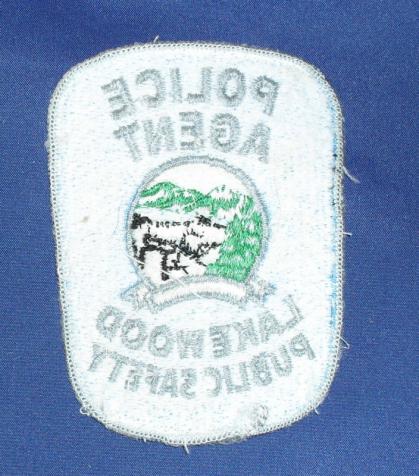 POLICE
AGENT
LAKEWOOD
PUBLIC SAFETY